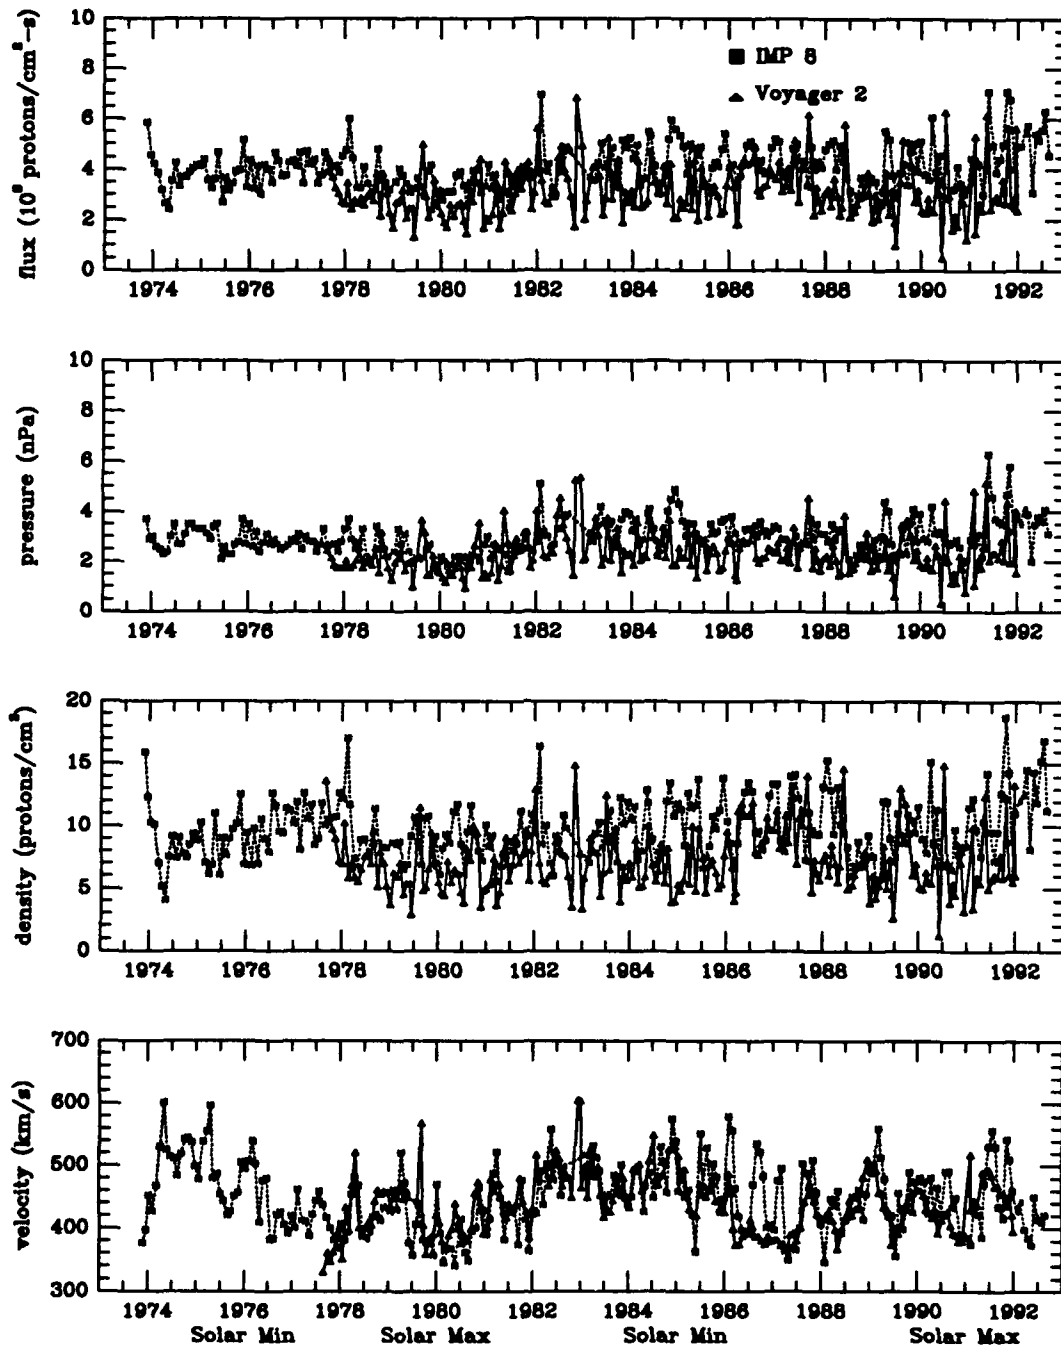 flux (10⁸ protons/cm²-s)
10
8
6
4
2
0
■ IMP 8
▲ Voyager 2
1974 1976 1978 1980 1982 1984 1986 1988 1990 1992
pressure (nPa)
10
8
6
4
2
0
1974 1976 1978 1980 1982 1984 1986 1988 1990 1992
density (protons/cm³)
20
15
10
5
0
1974 1976 1978 1980 1982 1984 1986 1988 1990 1992
velocity (km/s)
700
600
500
400
300
1974 1976 1978 1980 1982 1984 1986 1988 1990 1992
Solar Min Solar Max Solar Min Solar Max